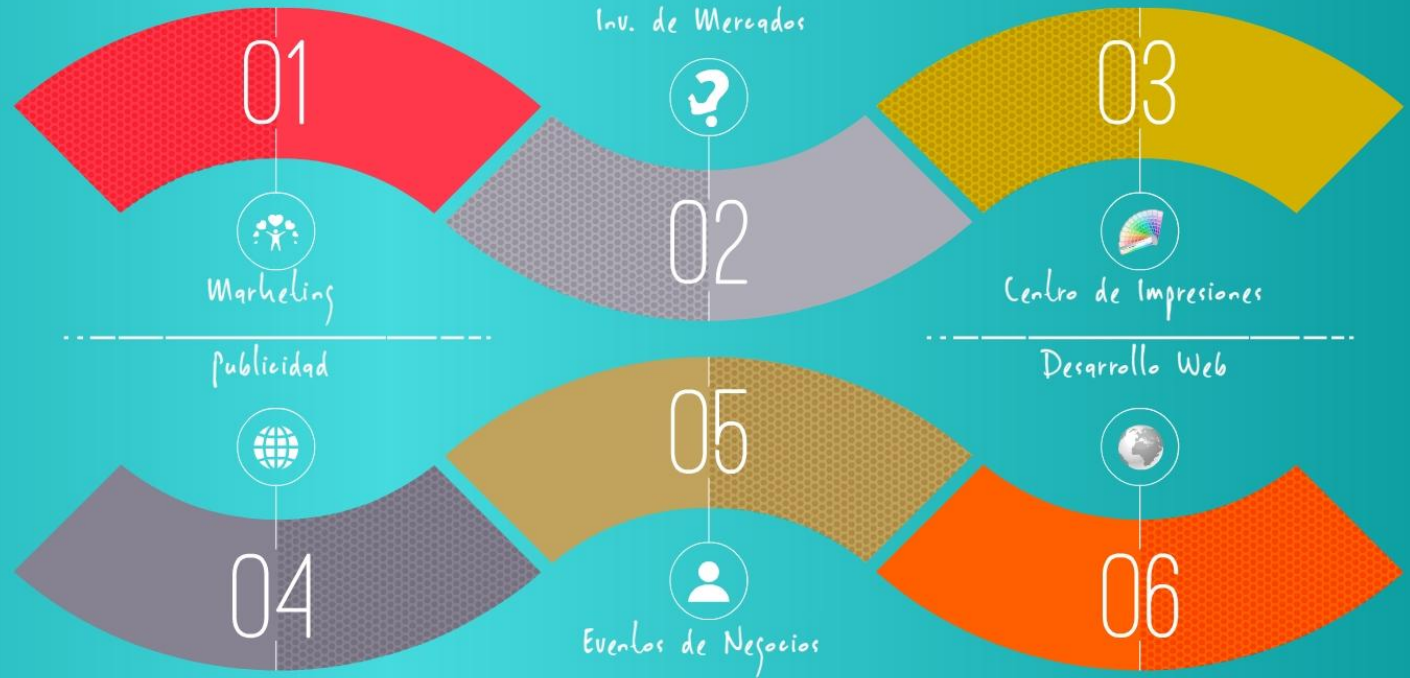 01
Marketing
Inv. de Mercados
02
03
Centro de Impresiones
Publicidad
04
05
Eventos de Negocios
Desarrollo Web
06